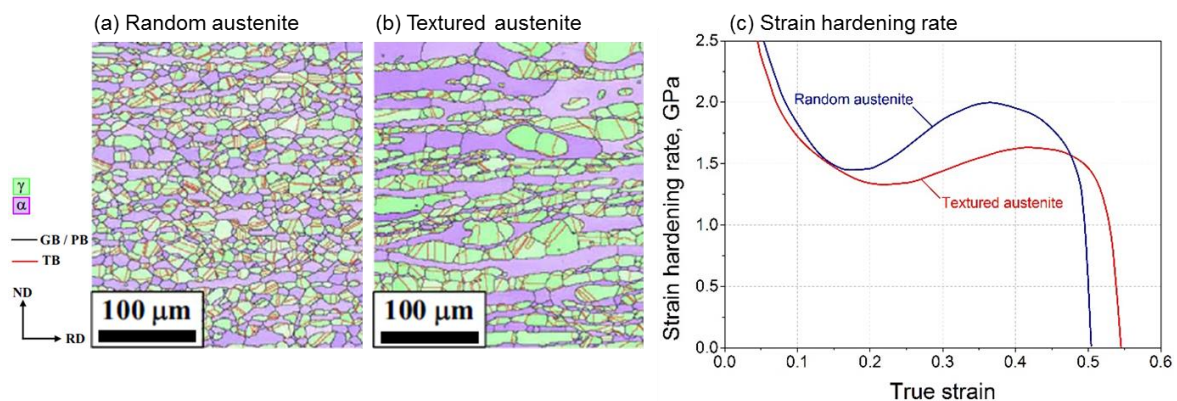 (a) Random austenite
(b) Textured austenite
(c) Strain hardening rate
γ
α
GB / PB
TB
ND
RD
100 μm
100 μm
Strain hardening rate, GPa
2.5
2.0
1.5
1.0
0.5
0.0
Random austenite
Textured austenite
0.0 0.1 0.2 0.3 0.4 0.5 0.6
True strain